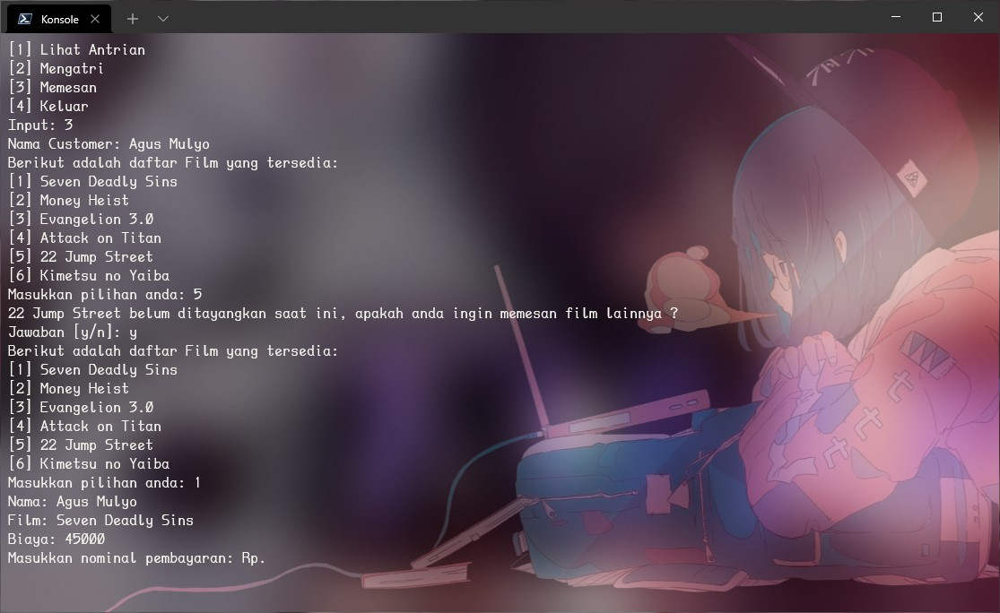 Konsole
[1] Lihat Antrian
[2] Mengatri
[3] Memesan
[4] Keluar
Input: 3
Nama Customer: Agus Mulyo
Berikut adalah daftar Film yang tersedia:
[1] Seven Deadly Sins
[2] Money Heist
[3] Evangelion 3.0
[4] Attack on Titan
[5] 22 Jump Street
[6] Kimetsu no Yaiba
Masukkan pilihan anda: 5
22 Jump Street belum ditayangkan saat ini, apakah anda ingin memesan film lainnya ?
Jawaban [y/n]: y
Berikut adalah daftar Film yang tersedia:
[1] Seven Deadly Sins
[2] Money Heist
[3] Evangelion 3.0
[4] Attack on Titan
[5] 22 Jump Street
[6] Kimetsu no Yaiba
Masukkan pilihan anda: 1
Nama: Agus Mulyo
Film: Seven Deadly Sins
Biaya: 45000
Masukkan nominal pembayaran: Rp.